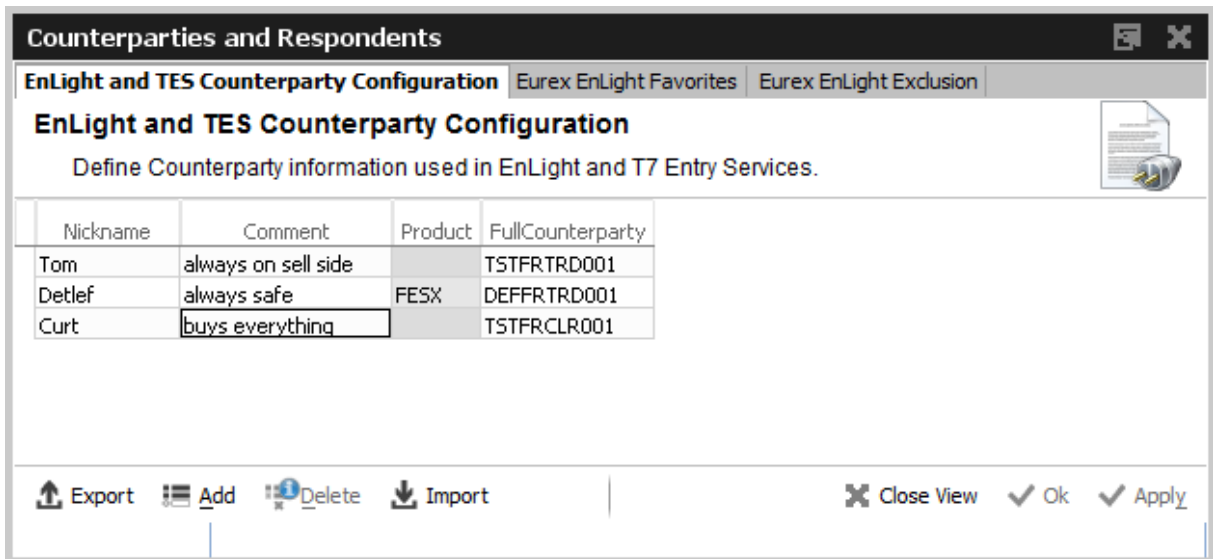 Counterparties and Respondents
EnLight and TES Counterparty Configuration Eurex EnLight Favorites Eurex EnLight Exclusion
EnLight and TES Counterparty Configuration
Define Counterparty information used in EnLight and T7 Entry Services.
Nickname Comment Product FullCounterparty
Tom always on sell side TSTFRTRD001
Detlef always safe FESX DEFFRTRD001
Curt buys everything TSTFRCLR001
Export Add Delete Import Close View Ok Apply